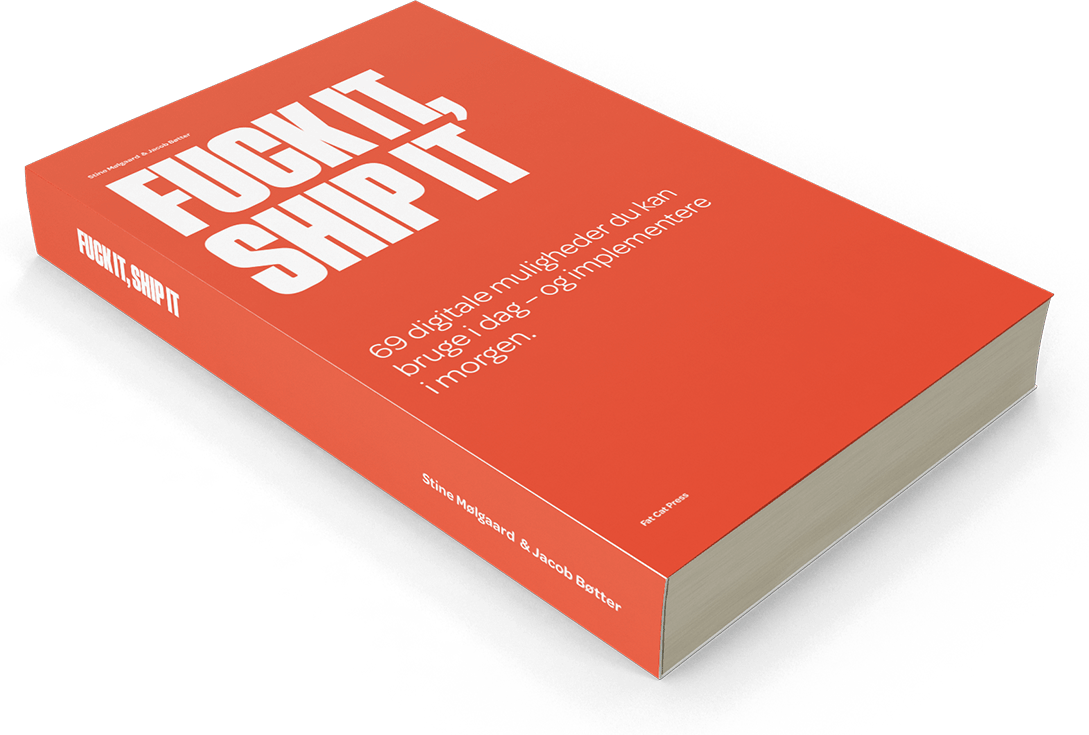 Stine Mølgaard & Jacob Bøtter
FUCK IT,
SHIP IT
69 digitale muligheder du kan
bruge i dag – og implementere
i morgen.
Fat Cat Press
FUCK IT, SHIP IT
Stine Mølgaard & Jacob Bøtter